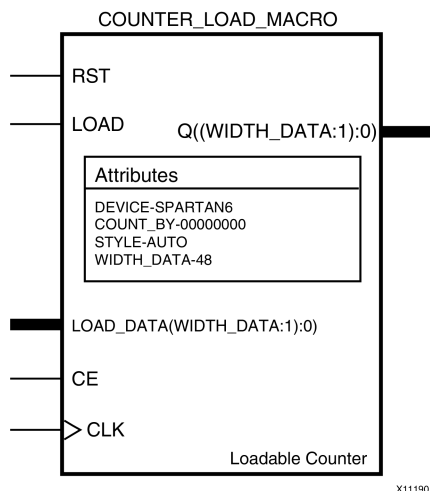 COUNTER_LOAD_MACRO
RST
LOAD
Q((WIDTH_DATA:1):0)
Attributes
DEVICE-SPARTAN6
COUNT_BY-00000000
STYLE-AUTO
WIDTH_DATA-48
LOAD_DATA(WIDTH_DATA:1):0)
CE
CLK
Loadable Counter
X11190